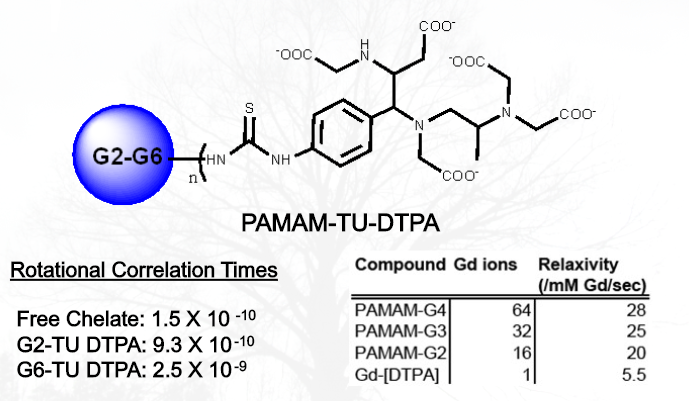 COO-
H
-OOC
N
-OOC
COO-
N
N
S
G2-G6
HN
NH
n
COO-
PAMAM-TU-DTPA
Rotational Correlation Times
Free Chelate: 1.5 X 10 -10
G2-TU DTPA: 9.3 X 10-10
G6-TU DTPA: 2.5 X 10-9
Compound Gd ions Relaxivity
(/mM Gd/sec)
PAMAM-G4 64 28
PAMAM-G3 32 25
PAMAM-G2 16 20
Gd-[DTPA] 1 5.5